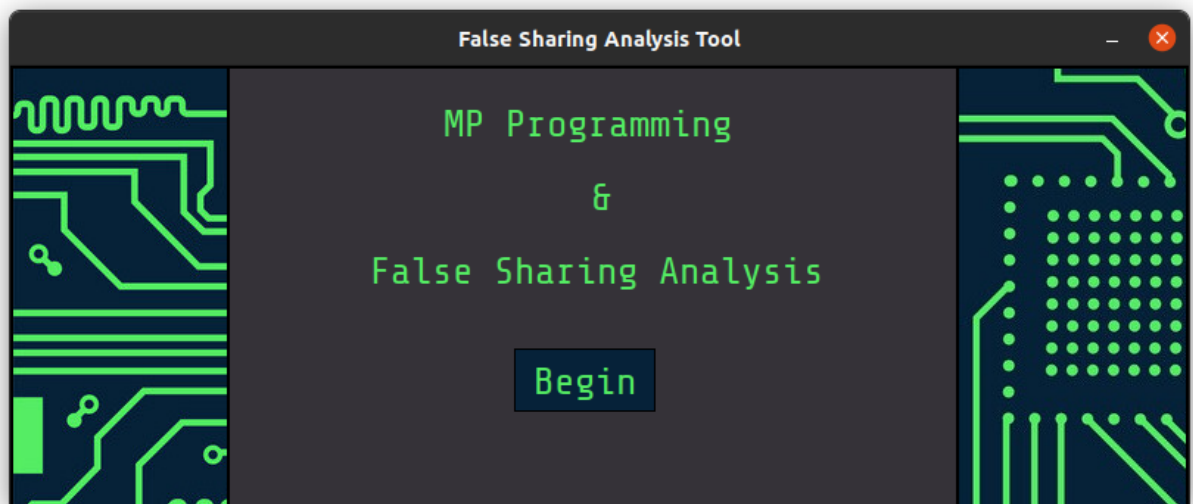 False Sharing Analysis Tool
MP Programming
&
False Sharing Analysis
Begin